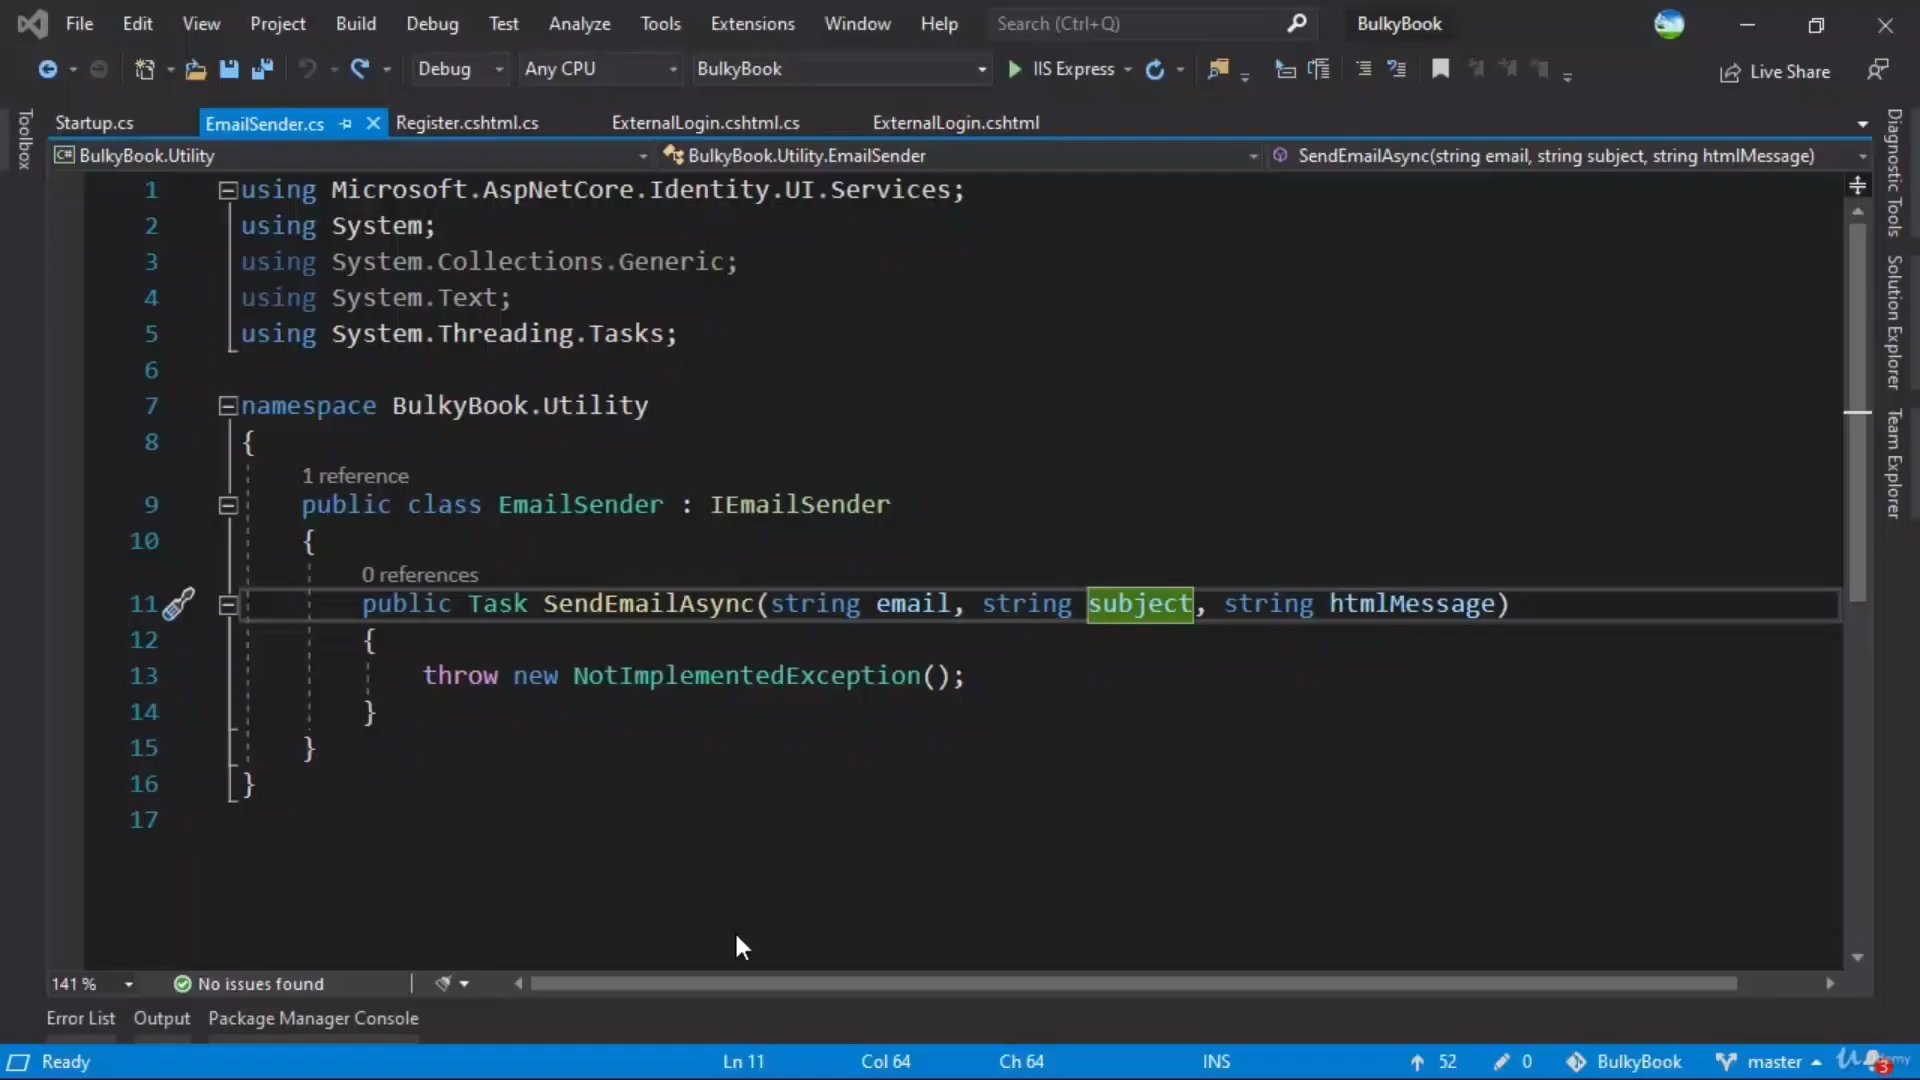 File Edit View Project Build Debug Test Analyze Tools Extensions Window Help Search (Ctrl+Q) BulkyBook
Debug Any CPU BulkyBook IIS Express Live Share
Toolbox
Startup.cs EmailSender.cs Register.cshtml.cs ExternalLogin.cshtml.cs ExternalLogin.cshtml
C# BulkyBook.Utility BulkyBook.Utility.EmailSender SendEmailAsync(string email, string subject, string htmlMessage)
1 using Microsoft.AspNetCore.Identity.UI.Services;
2 using System;
3 using System.Collections.Generic;
4 using System.Text;
5 using System.Threading.Tasks;
6
7 namespace BulkyBook.Utility
8 {
1 reference
9 public class EmailSender : IEmailSender
10 {
0 references
11 public Task SendEmailAsync(string email, string subject, string htmlMessage)
12 {
13 throw new NotImplementedException();
14 }
15 }
16 }
17
Diagnostic Tools
Solution Explorer
Team Explorer
141 % No issues found
Error List Output Package Manager Console
Ready Ln 11 Col 64 Ch 64 INS 52 0 BulkyBook master 3